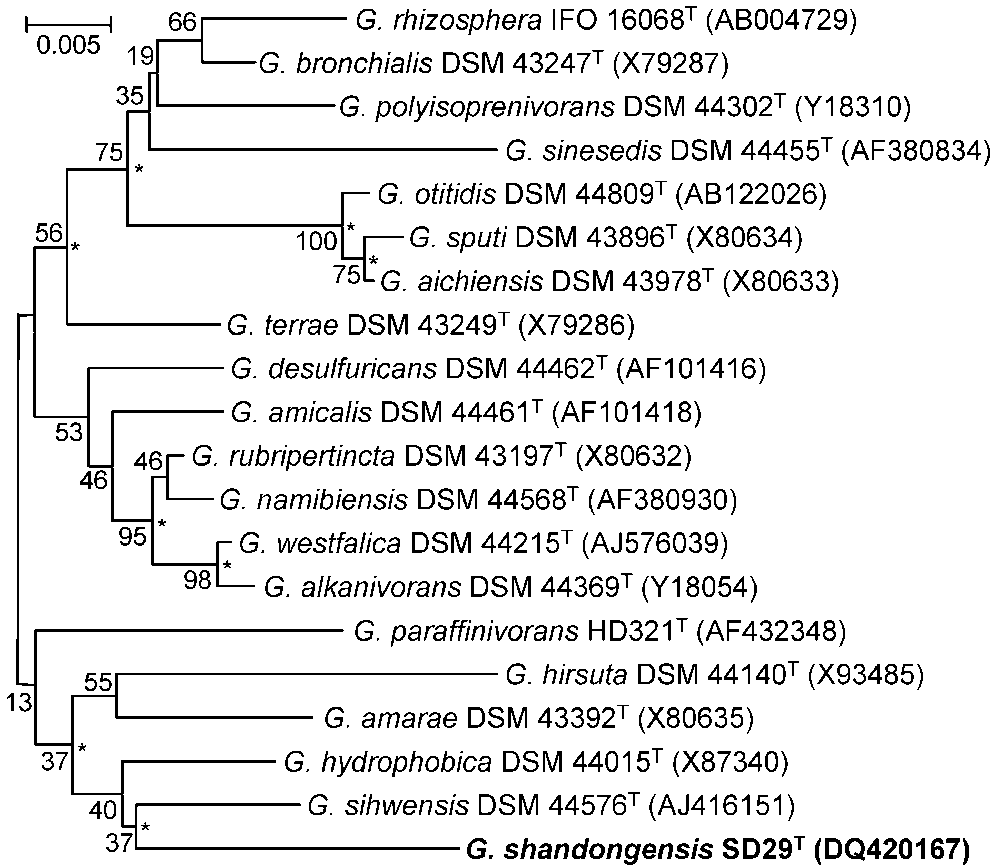 0.005
66
G. rhizosphera IFO 16068ᵀ (AB004729)
19
G. bronchialis DSM 43247ᵀ (X79287)
35
G. polyisoprenivorans DSM 44302ᵀ (Y18310)
75
G. sinesedis DSM 44455ᵀ (AF380834)
*
G. otitidis DSM 44809ᵀ (AB122026)
56
*
100
*
G. sputi DSM 43896ᵀ (X80634)
75
*
G. aichiensis DSM 43978ᵀ (X80633)
G. terrae DSM 43249ᵀ (X79286)
G. desulfuricans DSM 44462ᵀ (AF101416)
53
G. amicalis DSM 44461ᵀ (AF101418)
46
46
G. rubripertincta DSM 43197ᵀ (X80632)
G. namibiensis DSM 44568ᵀ (AF380930)
95
*
G. westfalica DSM 44215ᵀ (AJ576039)
98
*
G. alkanivorans DSM 44369ᵀ (Y18054)
G. paraffinivorans HD321ᵀ (AF432348)
13
55
G. hirsuta DSM 44140ᵀ (X93485)
G. amarae DSM 43392ᵀ (X80635)
37
*
G. hydrophobica DSM 44015ᵀ (X87340)
40
G. sihwensis DSM 44576ᵀ (AJ416151)
37
*
G. shandongensis SD29ᵀ (DQ420167)